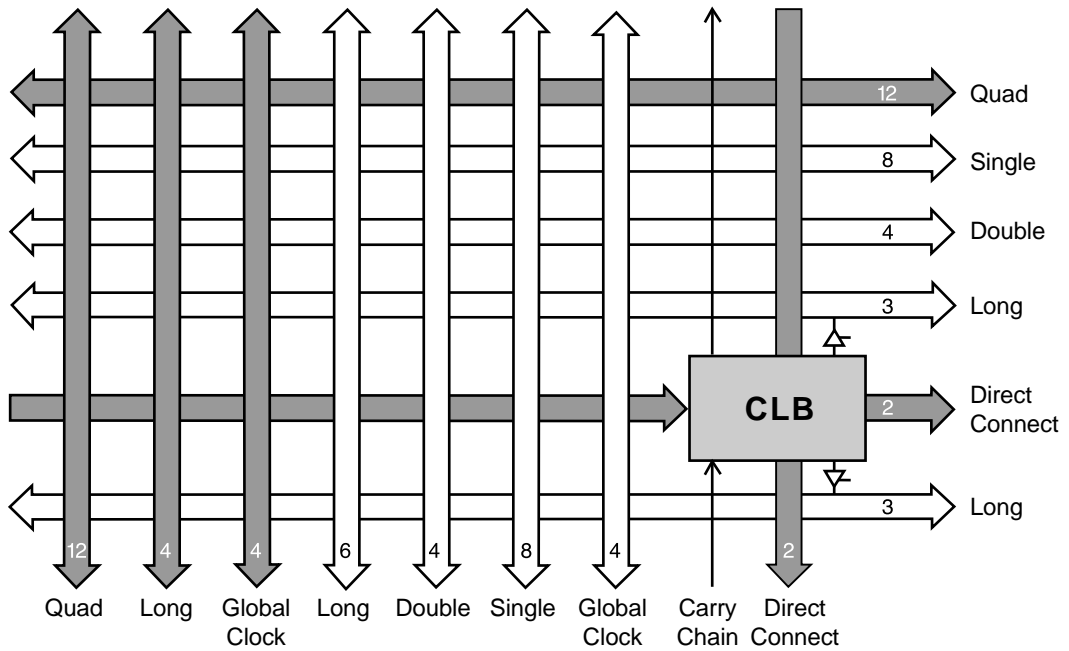 12
Quad
8
Single
4
Double
3
Long
CLB
2
Direct
Connect
3
Long
12
4
4
6
4
8
4
2
Quad
Long
Global
Clock
Long
Double
Single
Global
Clock
Carry
Chain
Direct
Connect